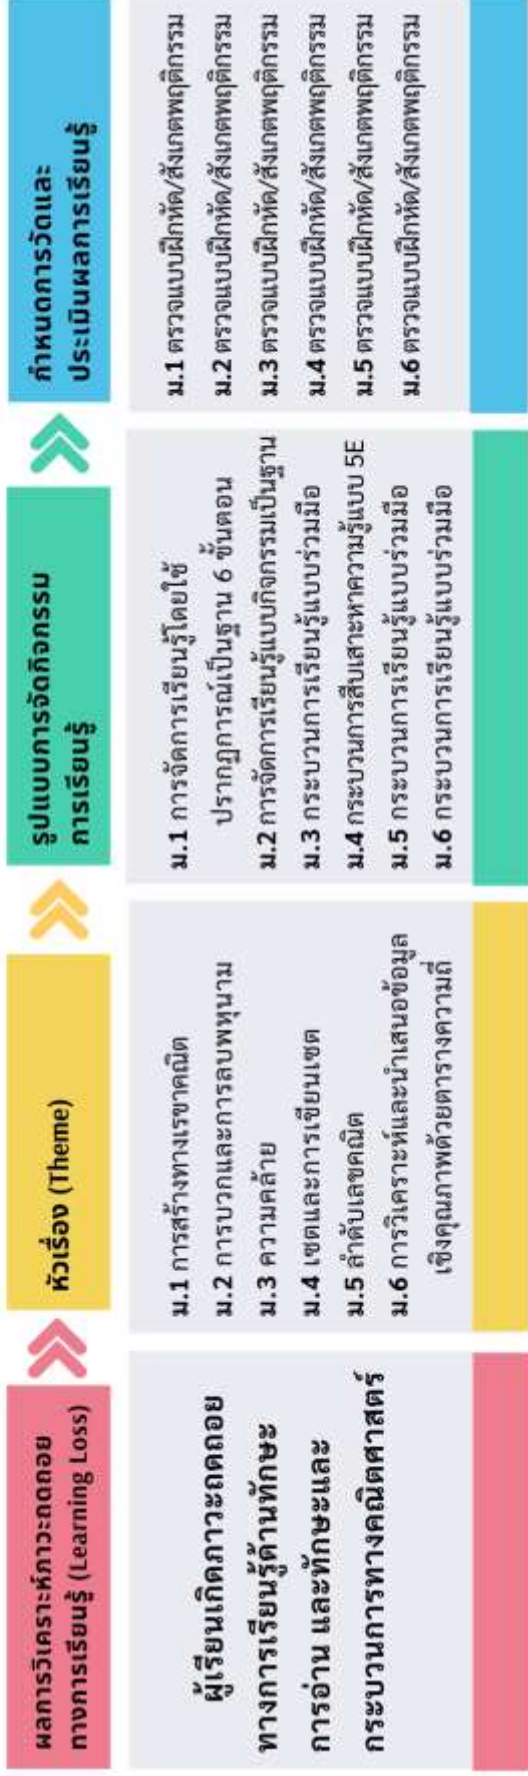 ผลการวิเคราะห์ภาวะถดถอย
ทางการเรียนรู้ (Learning Loss)
ผู้เรียนเกิดภาวะถดถอย
ทางการเรียนรู้ด้านทักษะ
การอ่าน และทักษะและ
กระบวนการทางคณิตศาสตร์
หัวเรื่อง (Theme)
ม.1 การสร้างทางเรขาคณิต
ม.2 การบวกและการลบพหุนาม
ม.3 ความคล้าย
ม.4 เซตและการเขียนเซต
ม.5 ลำดับเลขคณิต
ม.6 การวิเคราะห์และนำเสนอข้อมูล
เชิงคุณภาพด้วยตารางความถี่
รูปแบบการจัดกิจกรรม
การเรียนรู้
ม.1 การจัดการเรียนรู้โดยใช้
ปรากฏการณ์เป็นฐาน 6 ขั้นตอน
ม.2 การจัดการเรียนรู้แบบกิจกรรมเป็นฐาน
ม.3 กระบวนการเรียนรู้แบบร่วมมือ
ม.4 กระบวนการสืบเสาะหาความรู้แบบ 5E
ม.5 กระบวนการเรียนรู้แบบร่วมมือ
ม.6 กระบวนการเรียนรู้แบบร่วมมือ
กำหนดการวัดและ
ประเมินผลการเรียนรู้
ม.1 ตรวจแบบฝึกหัด/สังเกตพฤติกรรม
ม.2 ตรวจแบบฝึกหัด/สังเกตพฤติกรรม
ม.3 ตรวจแบบฝึกหัด/สังเกตพฤติกรรม
ม.4 ตรวจแบบฝึกหัด/สังเกตพฤติกรรม
ม.5 ตรวจแบบฝึกหัด/สังเกตพฤติกรรม
ม.6 ตรวจแบบฝึกหัด/สังเกตพฤติกรรม